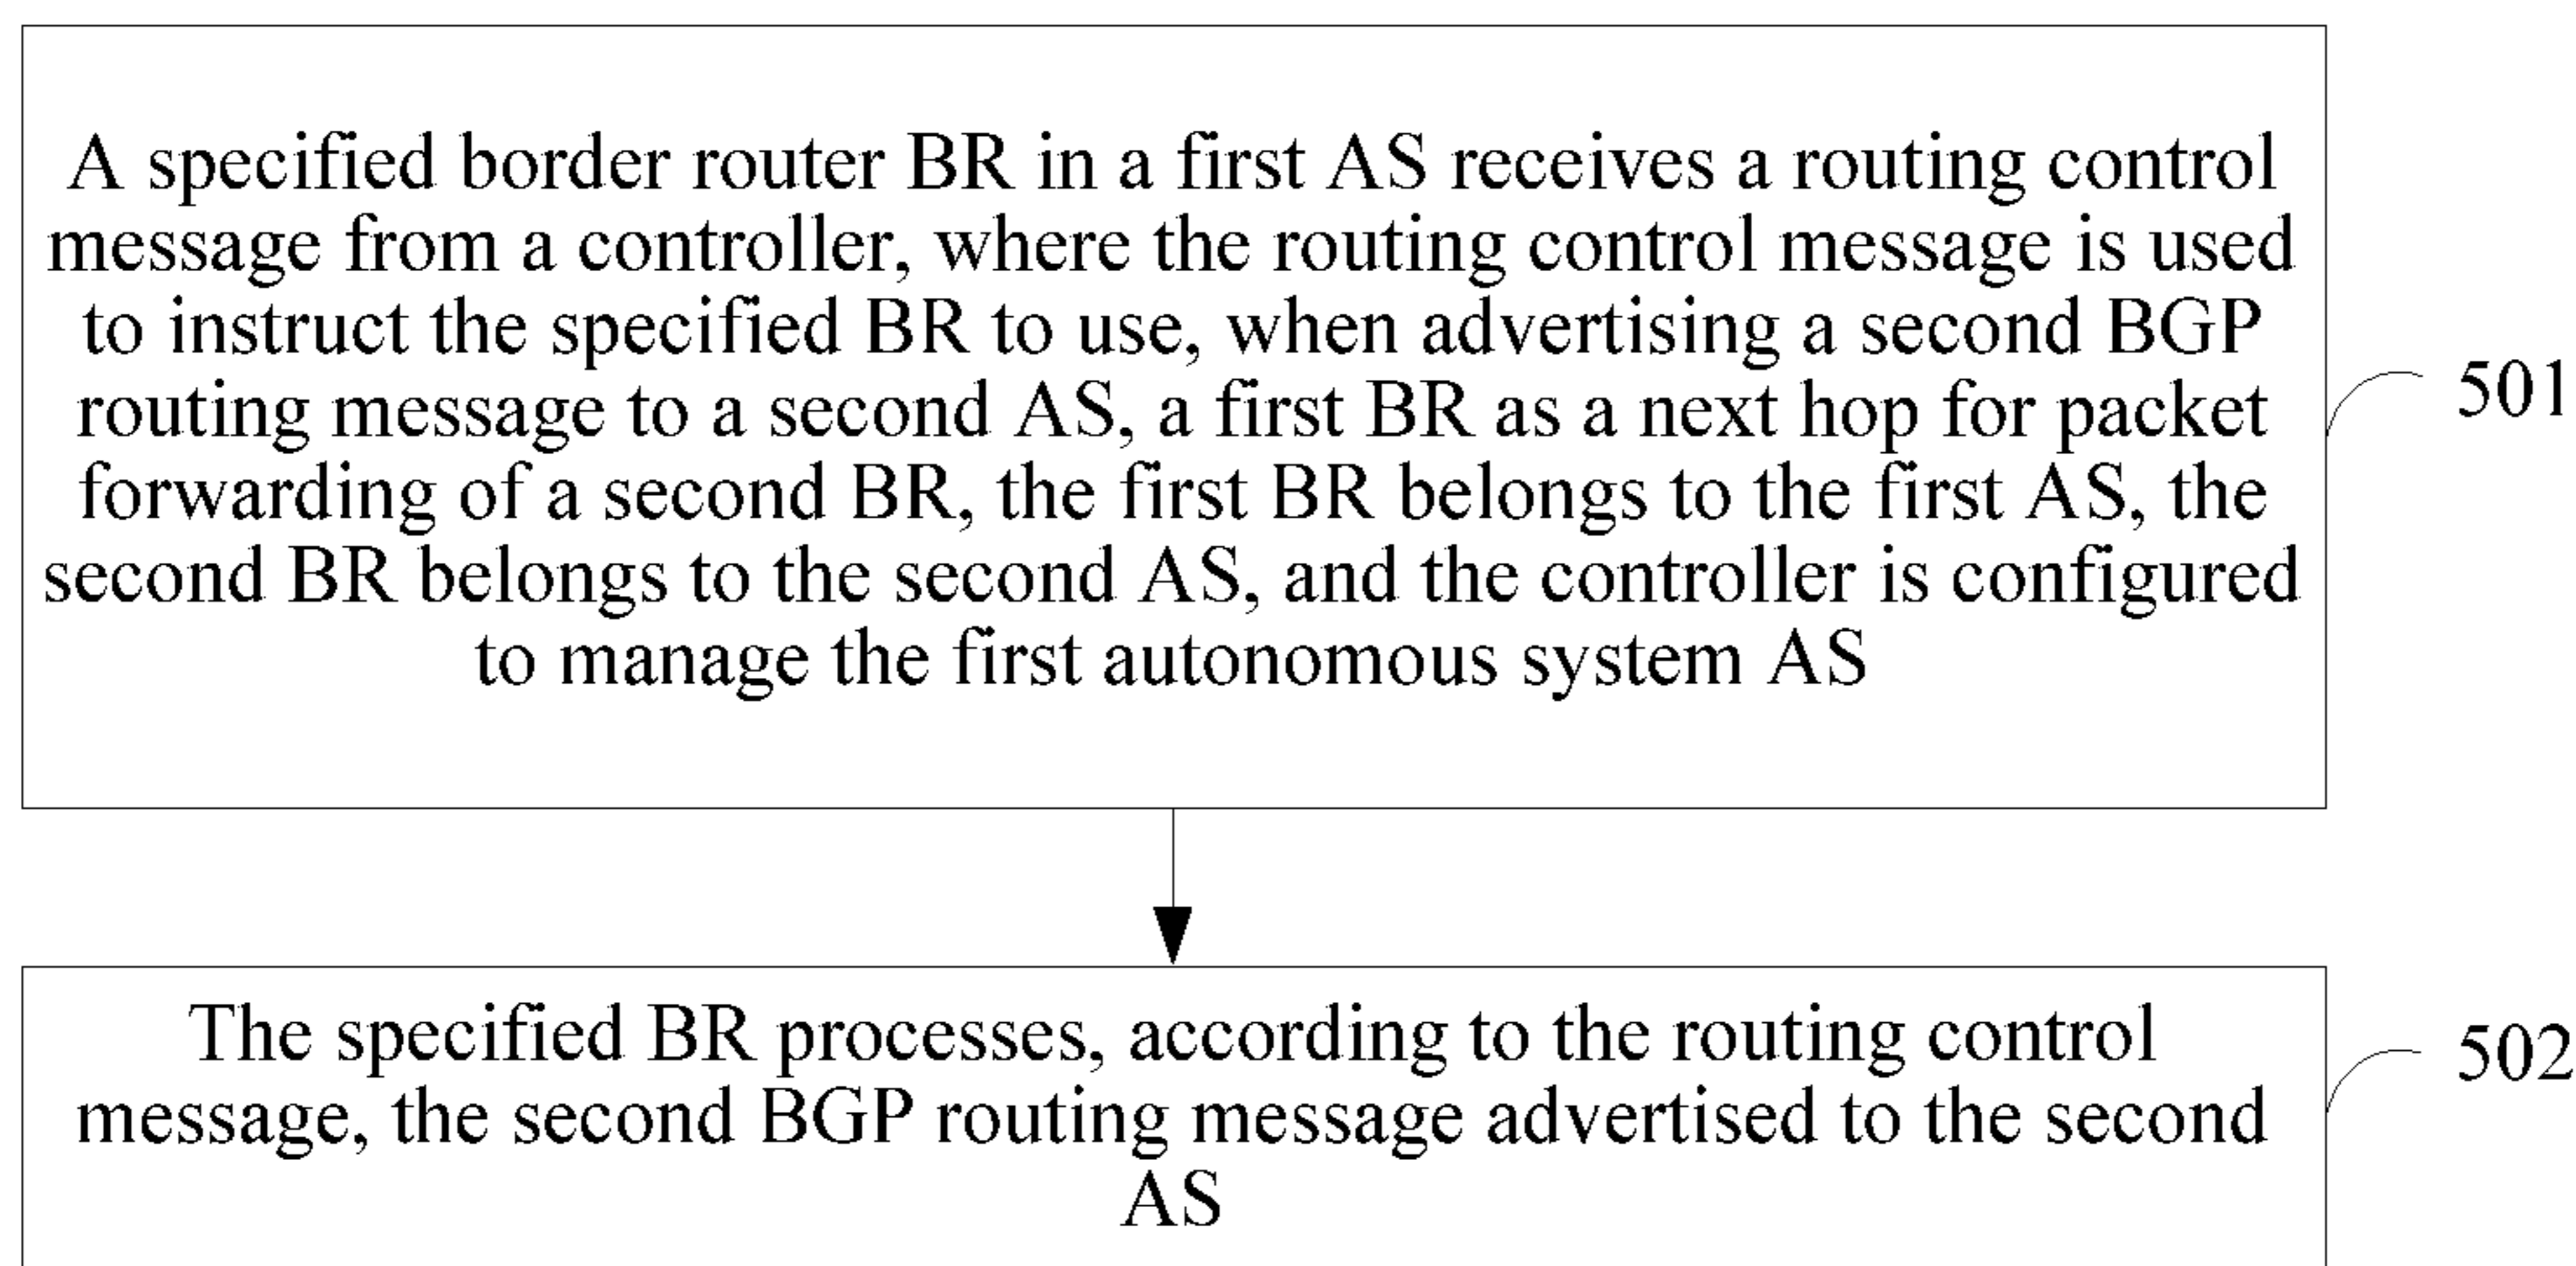 A specified border router BR in a first AS receives a routing control
message from a controller, where the routing control message is used
to instruct the specified BR to use, when advertising a second BGP
routing message to a second AS, a first BR as a next hop for packet
forwarding of a second BR, the first BR belongs to the first AS, the
second BR belongs to the second AS, and the controller is configured
to manage the first autonomous system AS
501
The specified BR processes, according to the routing control
message, the second BGP routing message advertised to the second
AS
502